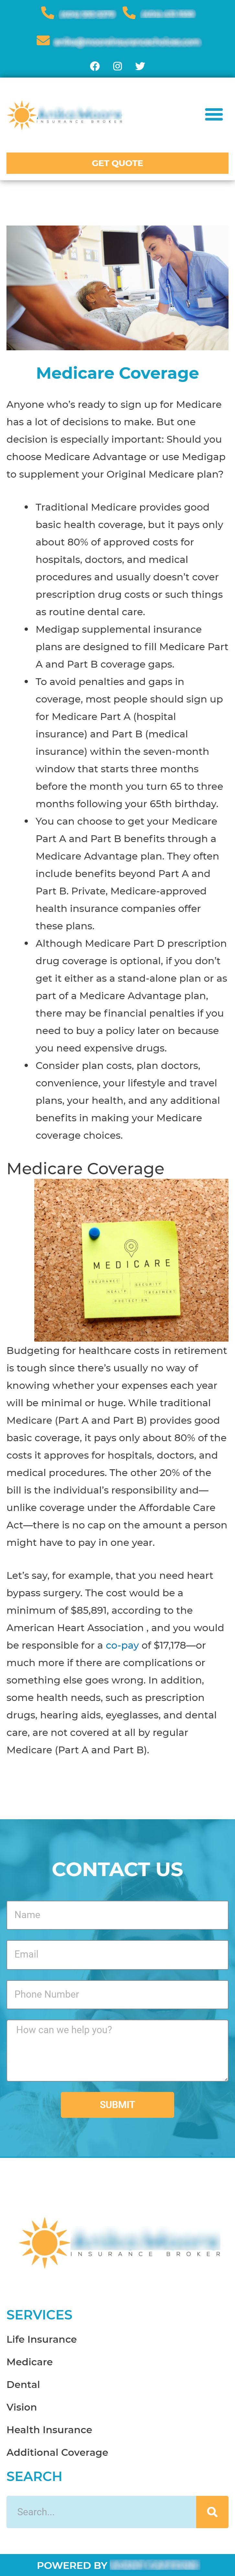 INSURANCE BROKER
GET QUOTE
Medicare Coverage
Anyone who's ready to sign up for Medicare
has a lot of decisions to make. But one
decision is especially important: Should you
choose Medicare Advantage or use Medigap
to supplement your Original Medicare plan?
• Traditional Medicare provides good
basic health coverage, but it pays only
about 80% of approved costs for
hospitals, doctors, and medical
procedures and usually doesn't cover
prescription drug costs or such things
as routine dental care.
• Medigap supplemental insurance
plans are designed to fill Medicare Part
A and Part B coverage gaps.
• To avoid penalties and gaps in
coverage, most people should sign up
for Medicare Part A (hospital
insurance) and Part B (medical
insurance) within the seven-month
window that starts three months
before the month you turn 65 to three
months following your 65th birthday.
• You can choose to get your Medicare
Part A and Part B benefits through a
Medicare Advantage plan. They often
include benefits beyond Part A and
Part B. Private, Medicare-approved
health insurance companies offer
these plans.
• Although Medicare Part D prescription
drug coverage is optional, if you don't
get it either as a stand-alone plan or as
part of a Medicare Advantage plan,
there may be financial penalties if you
need to buy a policy later on because
you need expensive drugs.
• Consider plan costs, plan doctors,
convenience, your lifestyle and travel
plans, your health, and any additional
benefits in making your Medicare
coverage choices.
Medicare Coverage
MEDICARE
INSURANCE
SECURITY
HEALTH
TREATMENT
Budgeting for healthcare costs in retirement
is tough since there's usually no way of
knowing whether your expenses each year
will be minimal or huge. While traditional
Medicare (Part A and Part B) provides good
basic coverage, it pays only about 80% of the
costs it approves for hospitals, doctors, and
medical procedures. The other 20% of the
bill is the individual's responsibility and—
unlike coverage under the Affordable Care
Act—there is no cap on the amount a person
might have to pay in one year.
Let's say, for example, that you need heart
bypass surgery. The cost would be a
minimum of $85,891, according to the
American Heart Association , and you would
be responsible for a co-pay of $17,178—or
much more if there are complications or
something else goes wrong. In addition,
some health needs, such as prescription
drugs, hearing aids, eyeglasses, and dental
care, are not covered at all by regular
Medicare (Part A and Part B).
CONTACT US
Name
Email
Phone Number
How can we help you?
SUBMIT
INSURANCE BROKER
SERVICES
Life Insurance
Medicare
Dental
Vision
Health Insurance
Additional Coverage
SEARCH
Search...
POWERED BY